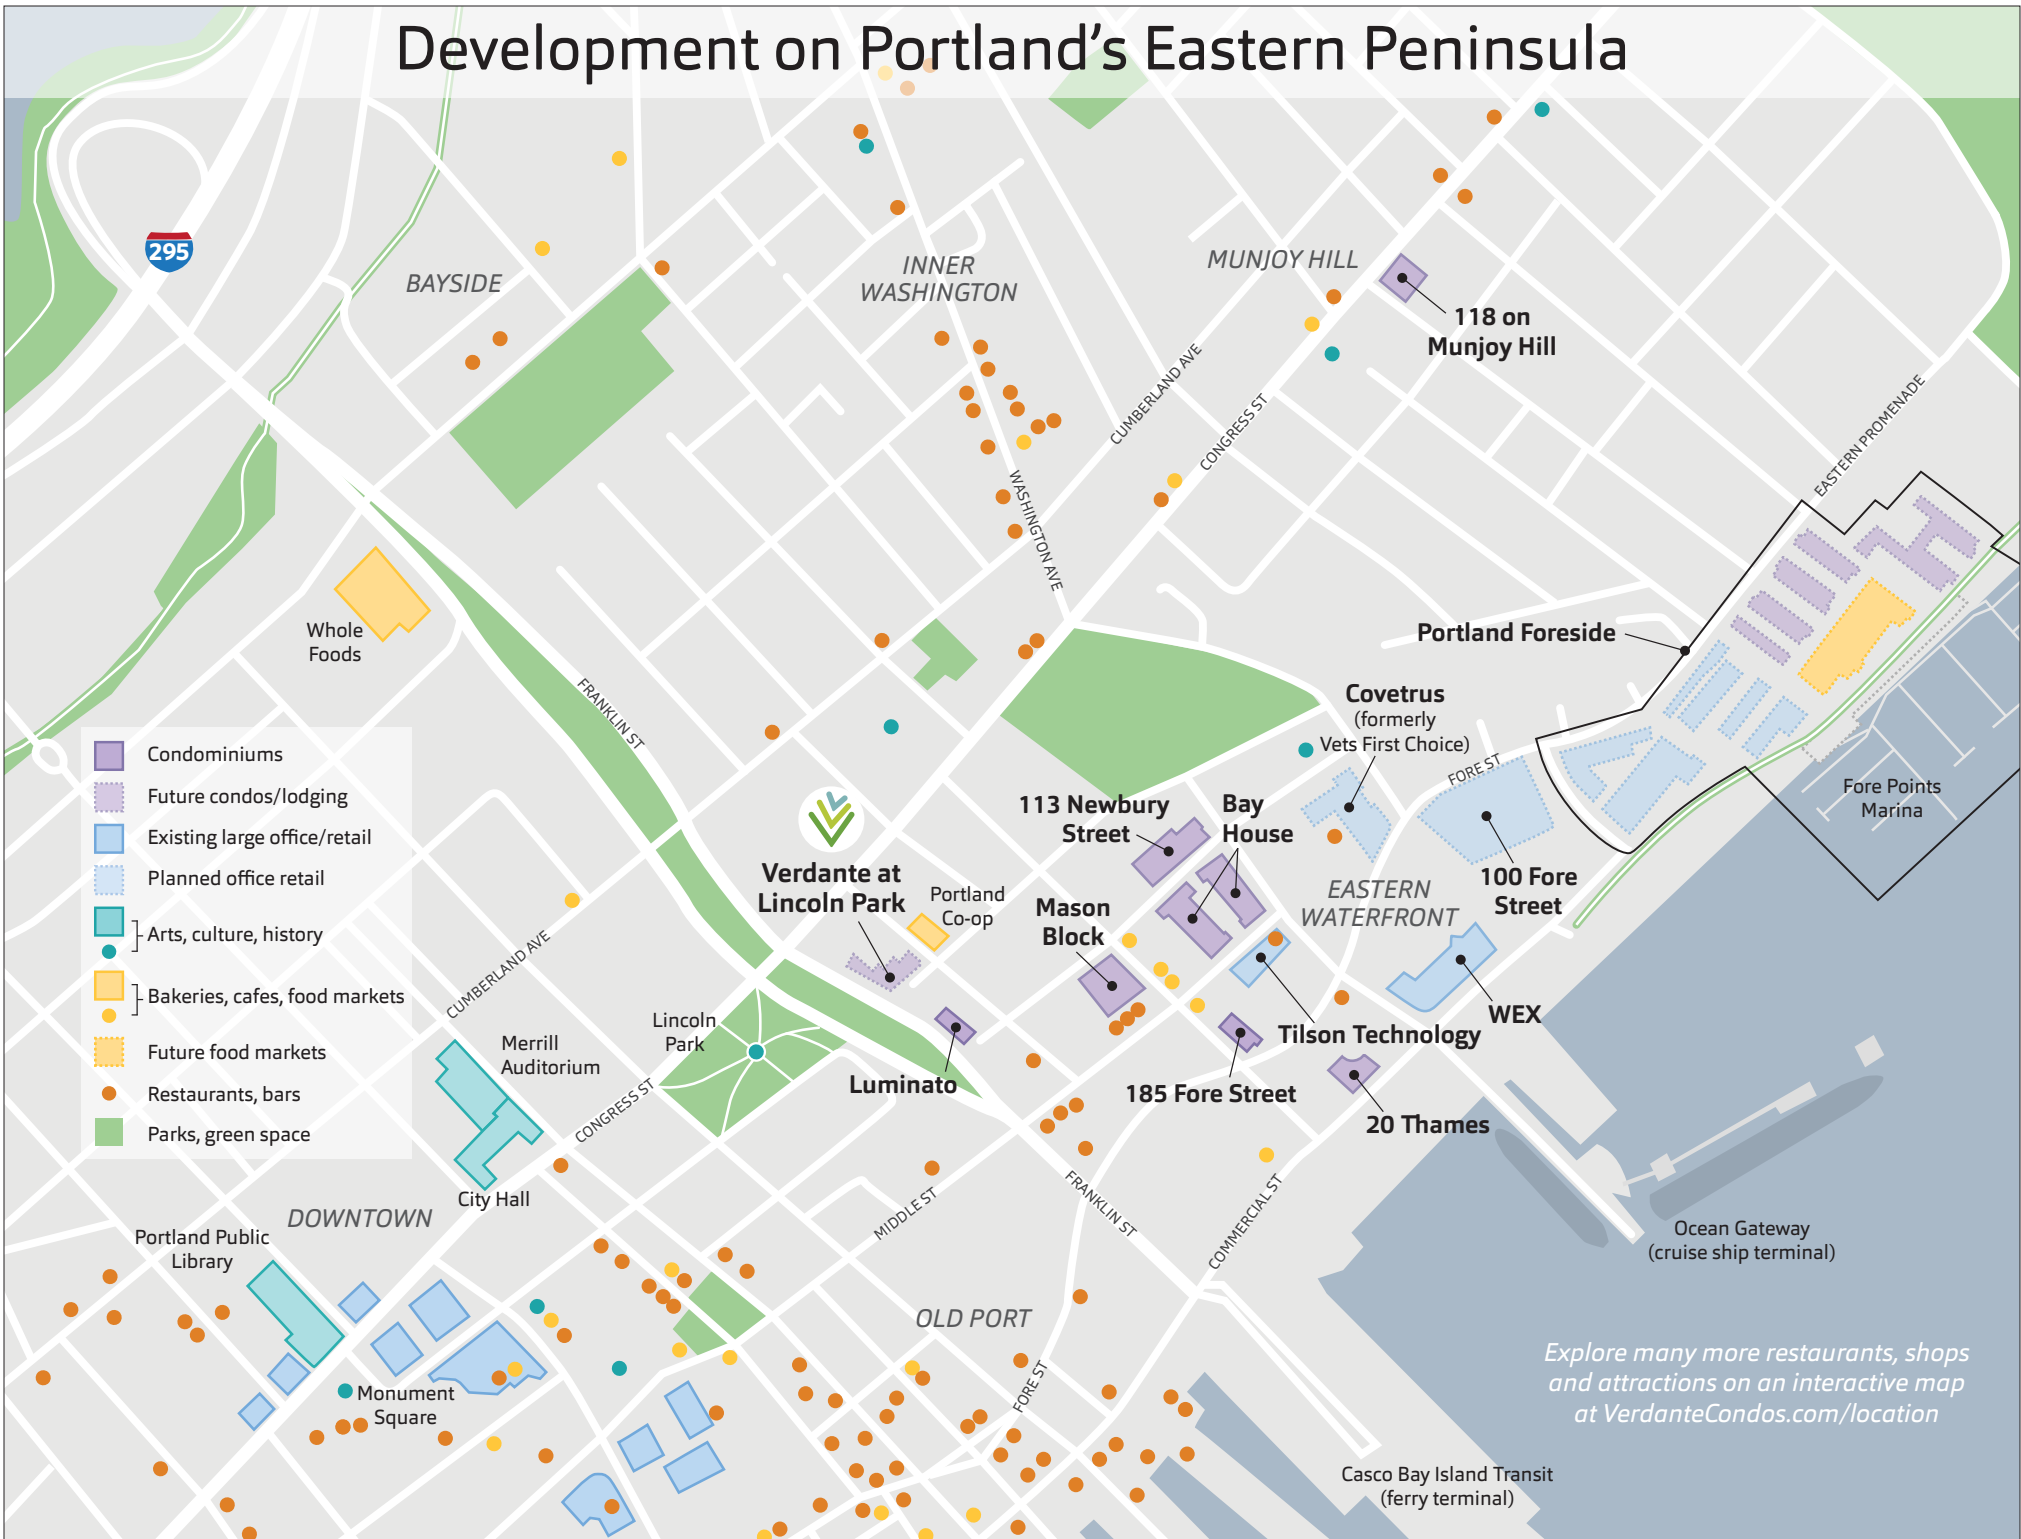 Development on Portland's Eastern Peninsula
295
BAYSIDE
INNER
WASHINGTON
MUNJOY HILL
118 on
Munjoy Hill
CUMBERLAND AVE
CONGRESS ST
WASHINGTON AVE
EASTERN PROMENADE
Whole
Foods
Portland Foreside
FRANKLIN ST
Covetrus
(formerly
Vets First Choice)
FORE ST
Fore Points
Marina
Condominiums
Future condos/lodging
Existing large office/retail
Planned office retail
Arts, culture, history
Bakeries, cafes, food markets
Future food markets
Restaurants, bars
Parks, green space
113 Newbury
Street
Bay
House
Verdante at
Lincoln Park
Portland
Co-op
Mason
Block
EASTERN
WATERFRONT
100 Fore
Street
CUMBERLAND AVE
Lincoln
Park
WEX
Tilson Technology
Merrill
Auditorium
Luminato
185 Fore Street
CONGRESS ST
20 Thames
City Hall
DOWNTOWN
MIDDLE ST
FRANKLIN ST
COMMERCIAL ST
Portland Public
Library
Ocean Gateway
(cruise ship terminal)
OLD PORT
FORE ST
Monument
Square
Explore many more restaurants, shops
and attractions on an interactive map
at VerdanteCondos.com/location
Casco Bay Island Transit
(ferry terminal)